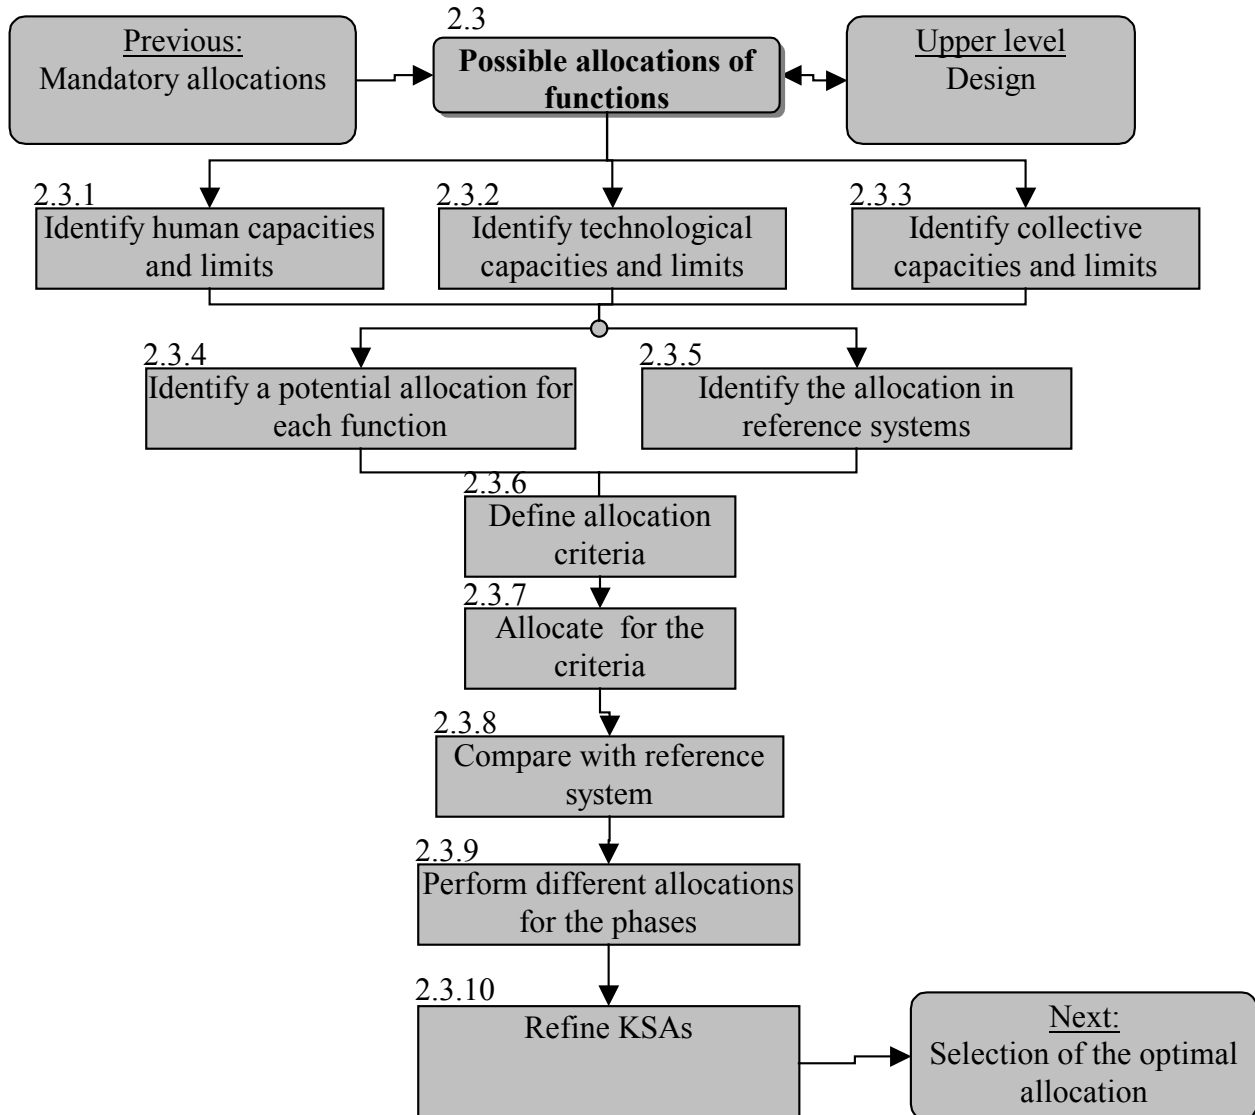 2.3
Previous:
Mandatory allocations
Possible allocations of
functions
Upper level
Design
2.3.1
Identify human capacities
and limits
2.3.2
Identify technological
capacities and limits
2.3.3
Identify collective
capacities and limits
2.3.4
Identify a potential allocation for
each function
2.3.5
Identify the allocation in
reference systems
2.3.6
Define allocation
criteria
2.3.7
Allocate  for the
criteria
2.3.8
Compare with reference
system
2.3.9
Perform different allocations
for the phases
2.3.10
Refine KSAs
Next:
Selection of the optimal
allocation